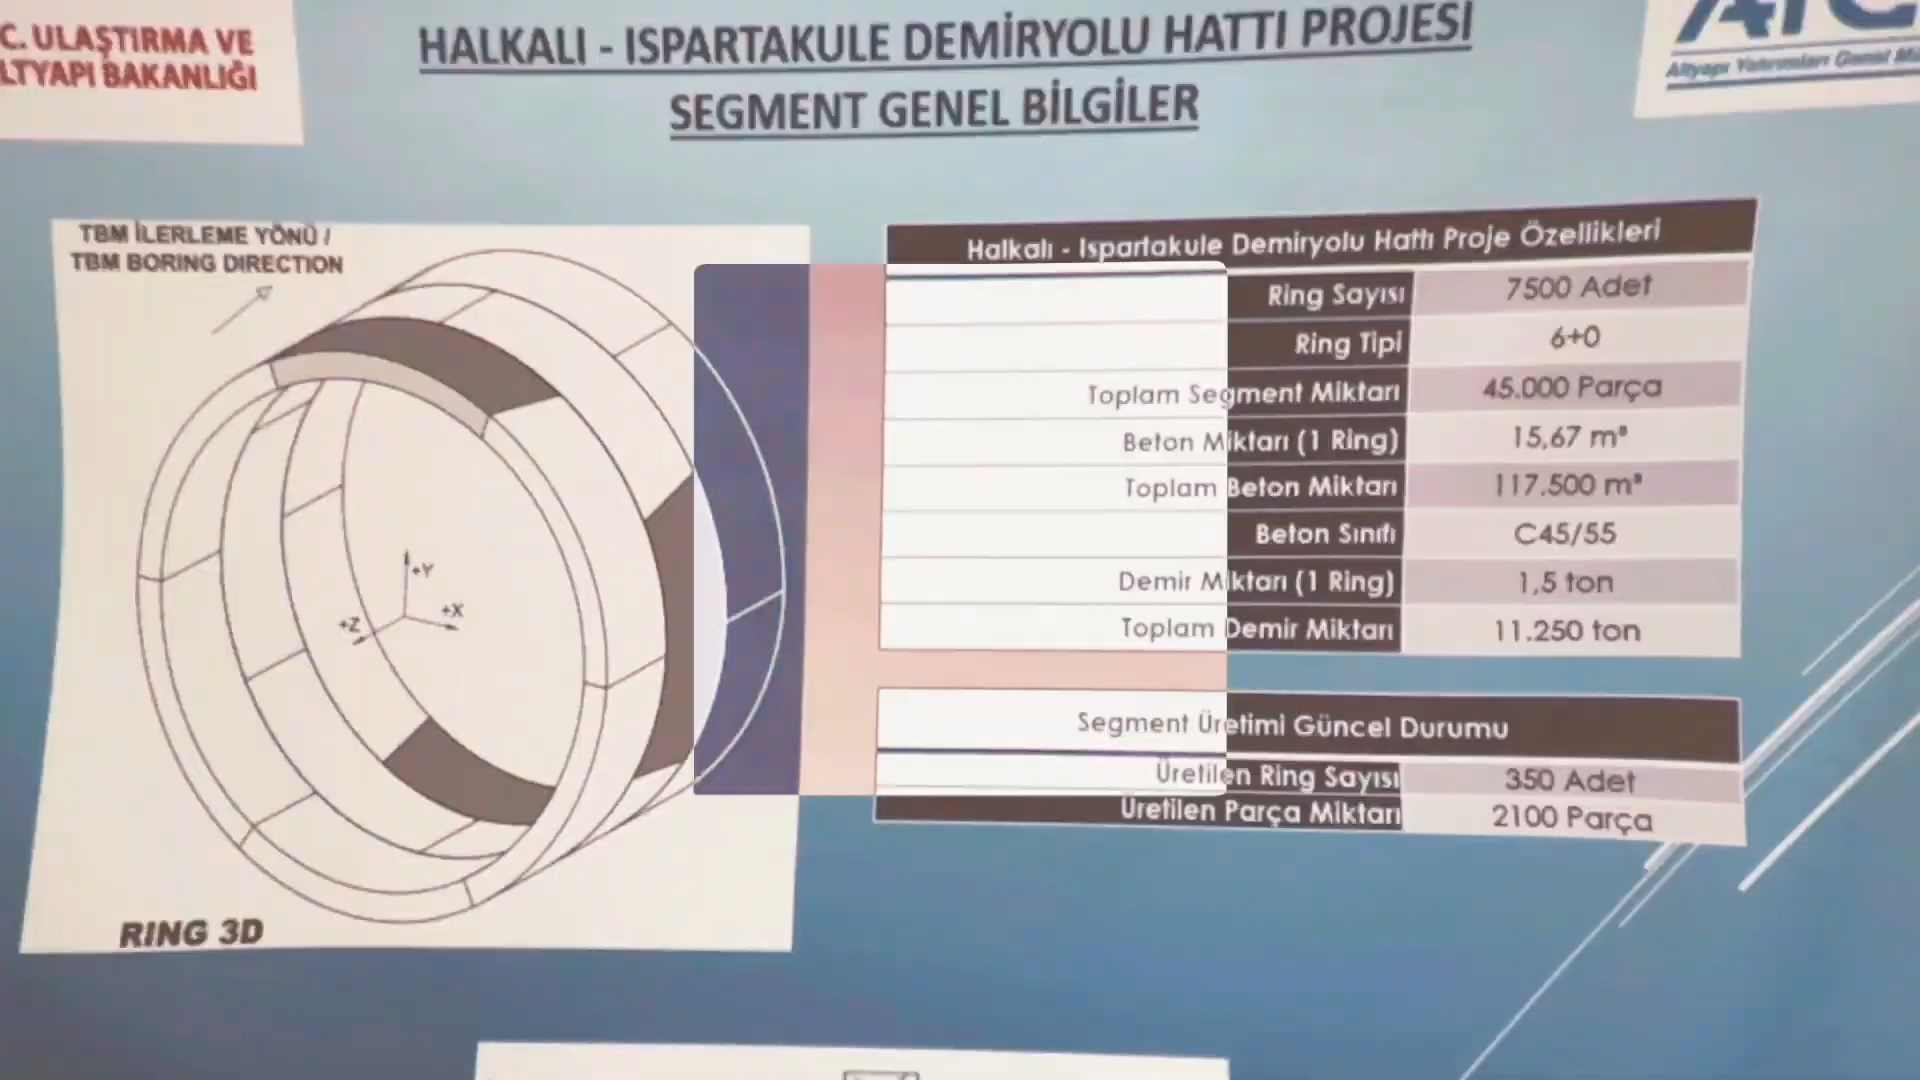 C. ULAŞTIRMA VE
LTYAPI BAKANLIĞI
HALKALI - ISPARTAKULE DEMİRYOLU HATTI PROJESİ
SEGMENT GENEL BİLGİLER
Altyapı Yatırımları Genel
TBM İLERLEME YÖNÜ /
TBM BORING DIRECTION
+Y
+X
+Z
RING 3D
Halkalı - Ispartakule Demiryolu Hattı Proje Özellikleri
Ring Sayısı 7500 Adet
Ring Tipi 6+0
Toplam Segment Miktarı 45.000 Parça
Beton Miktarı (1 Ring) 15,67 m³
Toplam Beton Miktarı 117.500 m³
Beton Sınıfı C45/55
Demir Miktarı (1 Ring) 1,5 ton
Toplam Demir Miktarı 11.250 ton
Segment Üretimi Güncel Durumu
Üretilen Ring Sayısı 350 Adet
Üretilen Parça Miktarı 2100 Parça